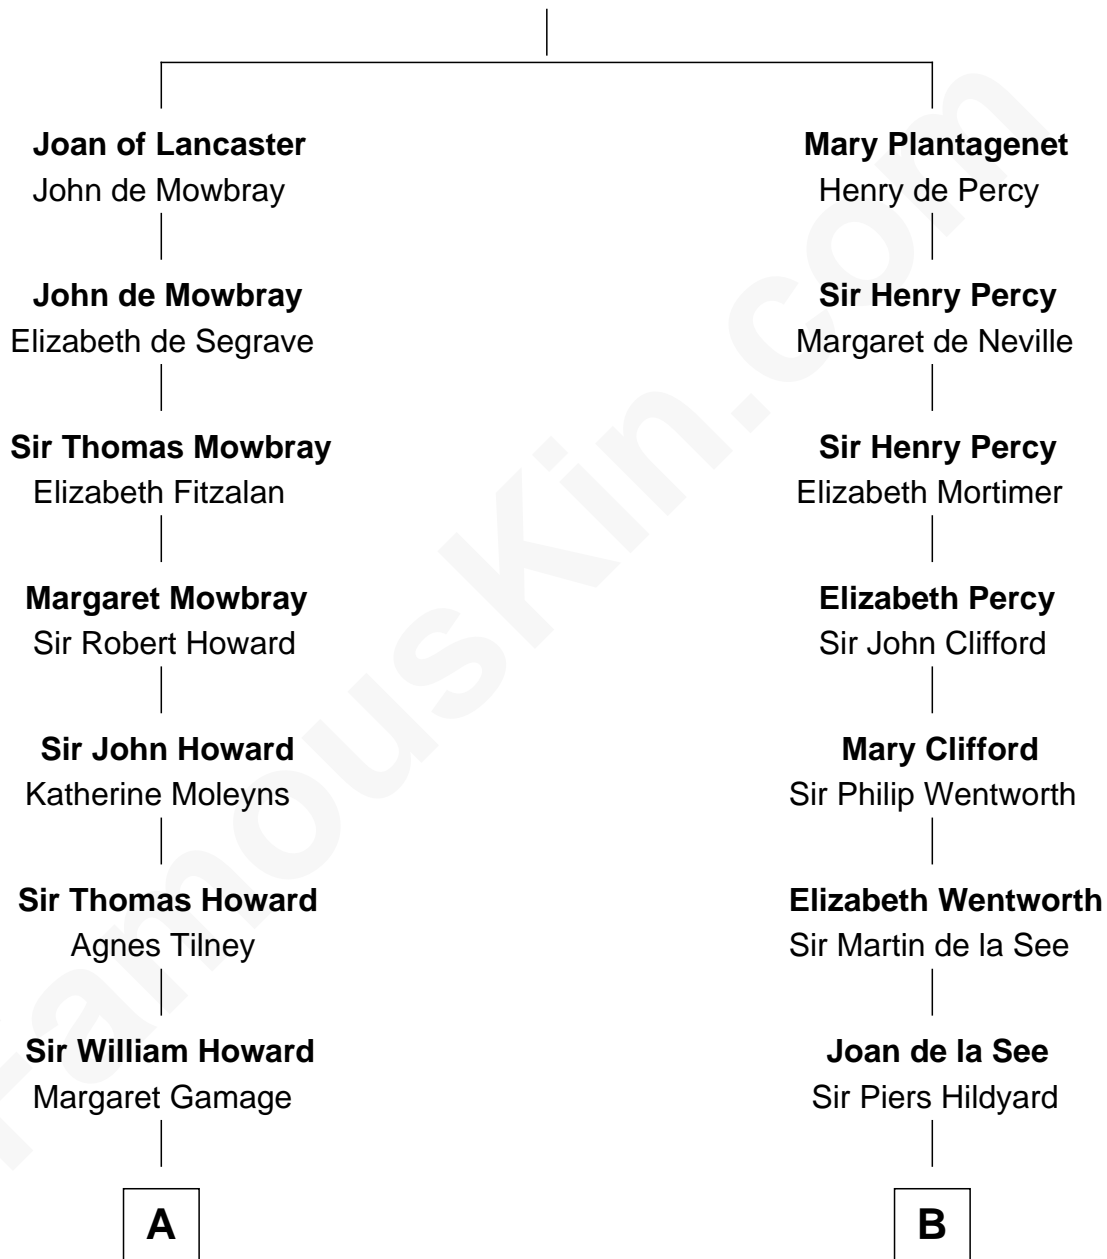 Joan of Lancaster
John de Mowbray
John de Mowbray
Elizabeth de Segrave
Sir Thomas Mowbray
Elizabeth Fitzalan
Margaret Mowbray
Sir Robert Howard
Sir John Howard
Katherine Moleyns
Sir Thomas Howard
Agnes Tilney
Sir William Howard
Margaret Gamage
A
Mary Plantagenet
Henry de Percy
Sir Henry Percy
Margaret de Neville
Sir Henry Percy
Elizabeth Mortimer
Elizabeth Percy
Sir John Clifford
Mary Clifford
Sir Philip Wentworth
Elizabeth Wentworth
Sir Martin de la See
Joan de la See
Sir Piers Hildyard
B
FamousKin.com